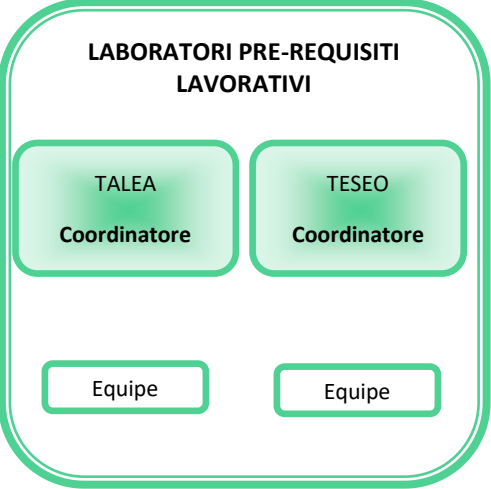 LABORATORI PRE-REQUISITI
LAVORATIVI
TALEA
Coordinatore
TESEO
Coordinatore
Equipe
Equipe